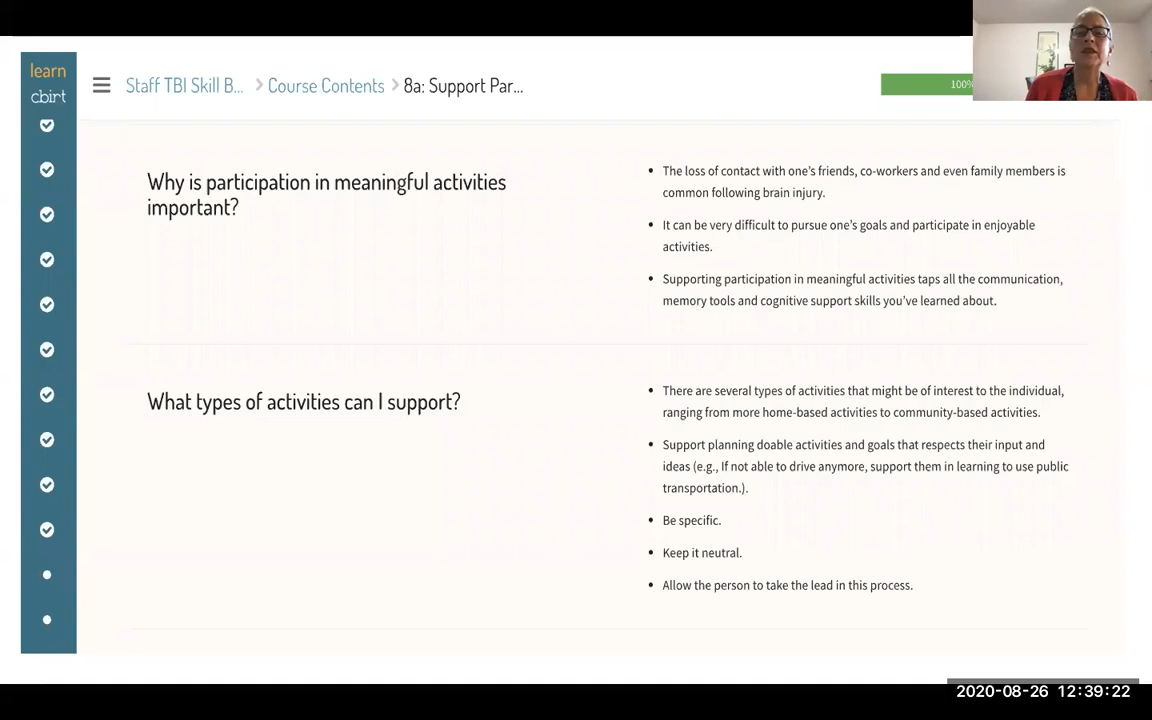 learn
cbirt
Staff TBI Skill B... > Course Contents > 8a: Support Par...
100%
Why is participation in meaningful activities
important?
• The loss of contact with one's friends, co-workers and even family members is
common following brain injury.
• It can be very difficult to pursue one's goals and participate in enjoyable
activities.
• Supporting participation in meaningful activities taps all the communication,
memory tools and cognitive support skills you've learned about.
What types of activities can I support?
• There are several types of activities that might be of interest to the individual,
ranging from more home-based activities to community-based activities.
• Support planning doable activities and goals that respects their input and
ideas (e.g., If not able to drive anymore, support them in learning to use public
transportation.).
• Be specific.
• Keep it neutral.
• Allow the person to take the lead in this process.
2020-08-26 12:39:22